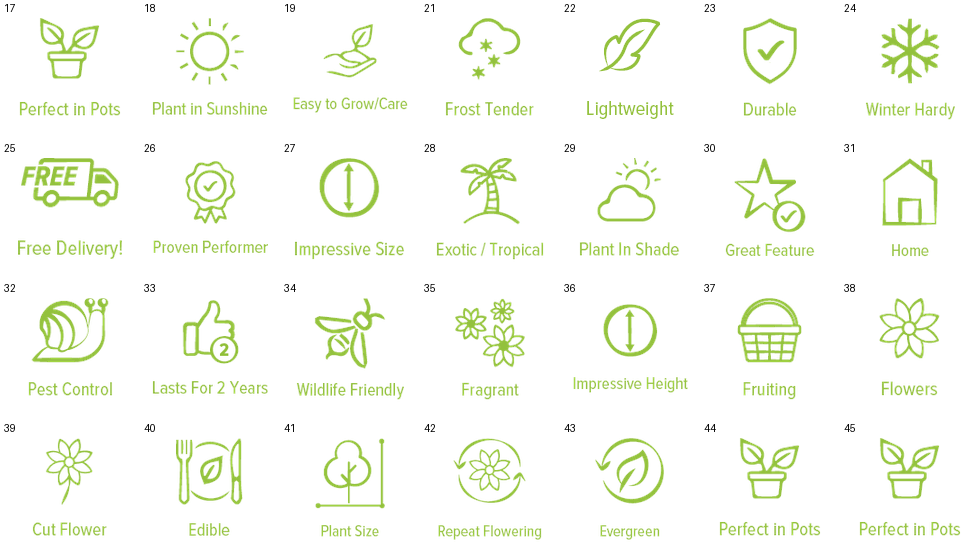 17 18 19 21 22 23 24
Perfect in Pots Plant in Sunshine Easy to Grow/Care Frost Tender Lightweight Durable Winter Hardy
25 26 27 28 29 30 31
FREE
Free Delivery! Proven Performer Impressive Size Exotic / Tropical Plant In Shade Great Feature Home
32 33 34 35 36 37 38
2
Pest Control Lasts For 2 Years Wildlife Friendly Fragrant Impressive Height Fruiting Flowers
39 40 41 42 43 44 45
Cut Flower Edible Plant Size Repeat Flowering Evergreen Perfect in Pots Perfect in Pots